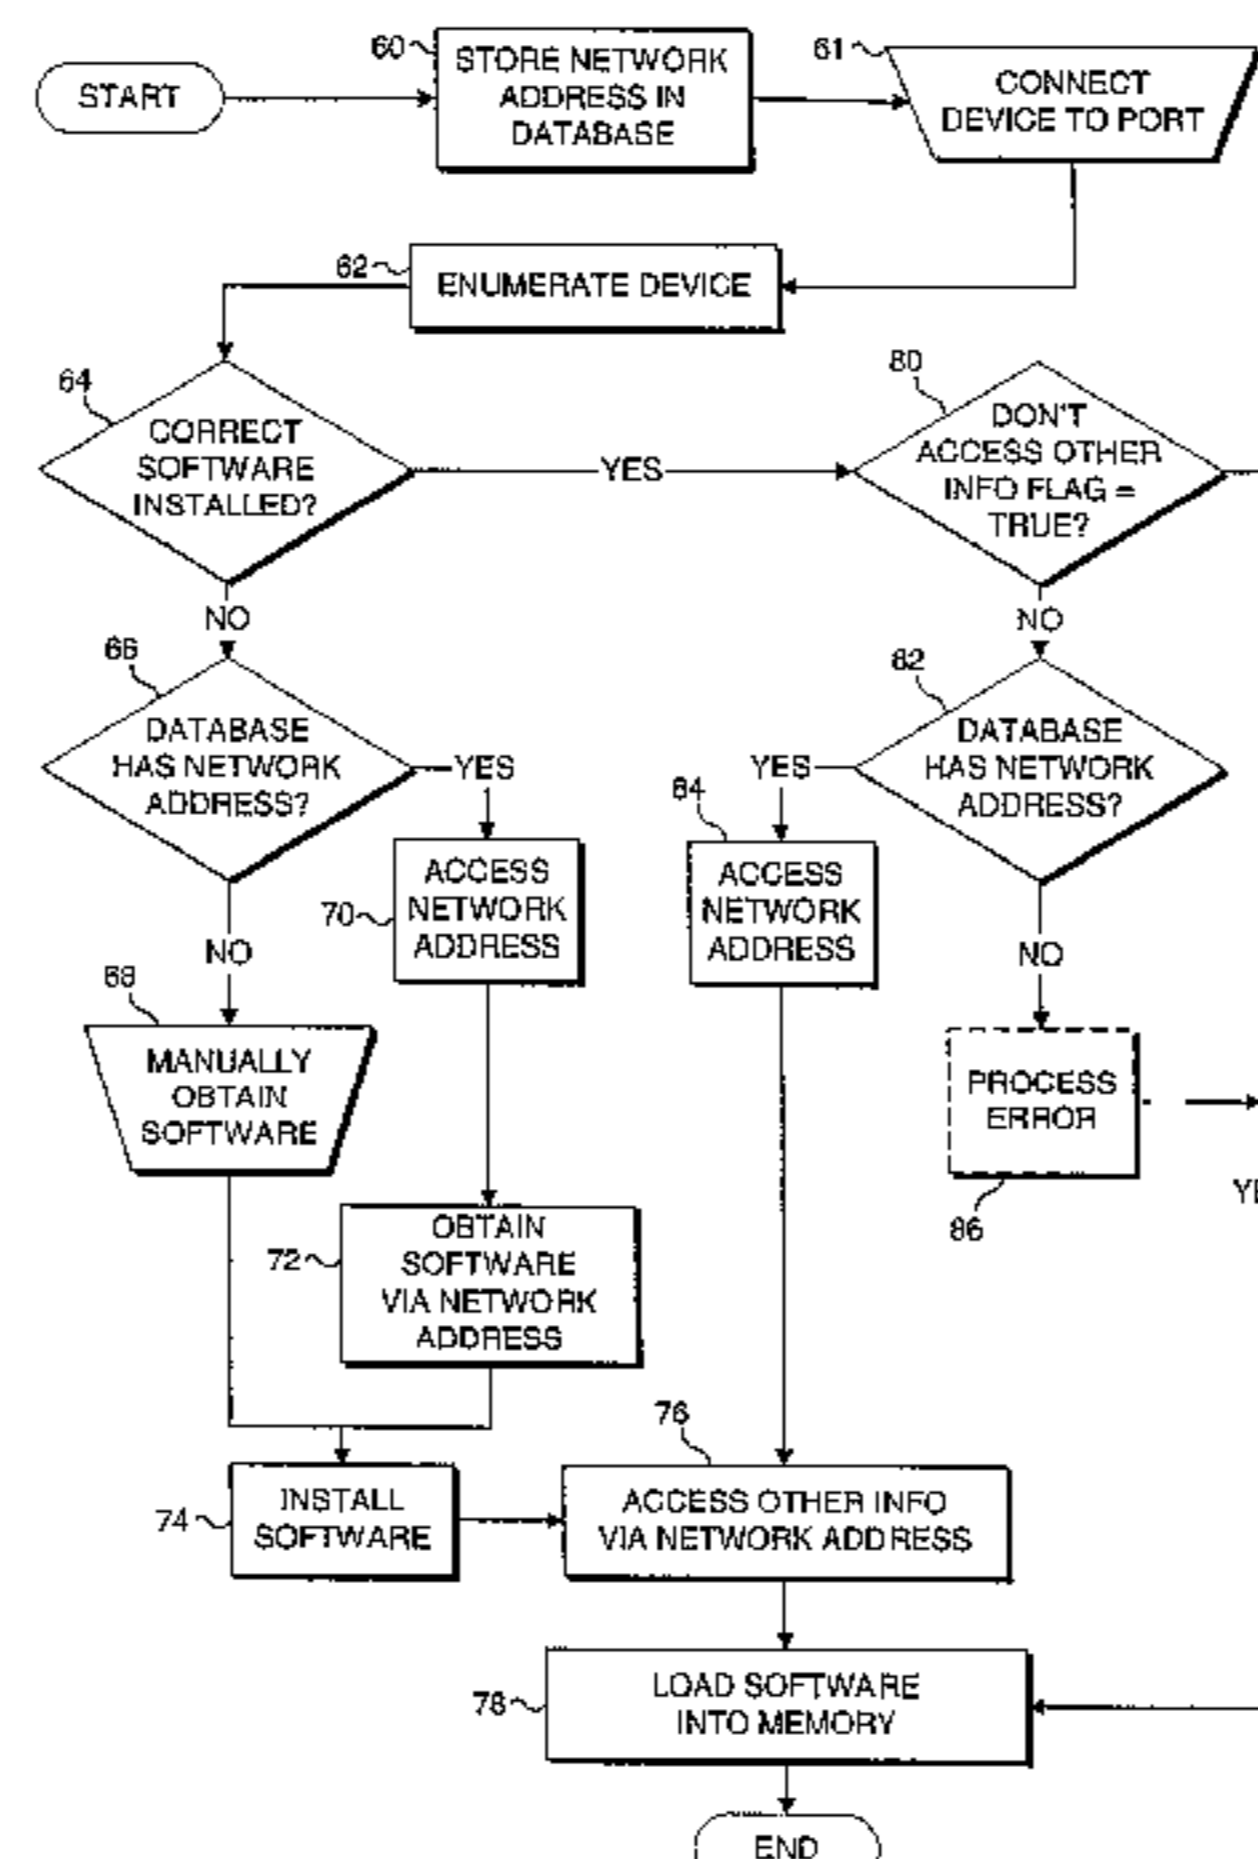 START
60
STORE NETWORK
ADDRESS IN
DATABASE
61
CONNECT
DEVICE TO PORT
62
ENUMERATE DEVICE
64
CORRECT
SOFTWARE
INSTALLED?
YES
80
DON'T
ACCESS OTHER
INFO FLAG =
TRUE?
NO
NO
66
DATABASE
HAS NETWORK
ADDRESS?
YES
62
DATABASE
HAS NETWORK
ADDRESS?
YES
70
ACCESS
NETWORK
ADDRESS
64
ACCESS
NETWORK
ADDRESS
NO
NO
68
MANUALLY
OBTAIN
SOFTWARE
PROCESS
ERROR
86
72
OBTAIN
SOFTWARE
VIA NETWORK
ADDRESS
74
INSTALL
SOFTWARE
76
ACCESS OTHER INFO
VIA NETWORK ADDRESS
78
LOAD SOFTWARE
INTO MEMORY
END